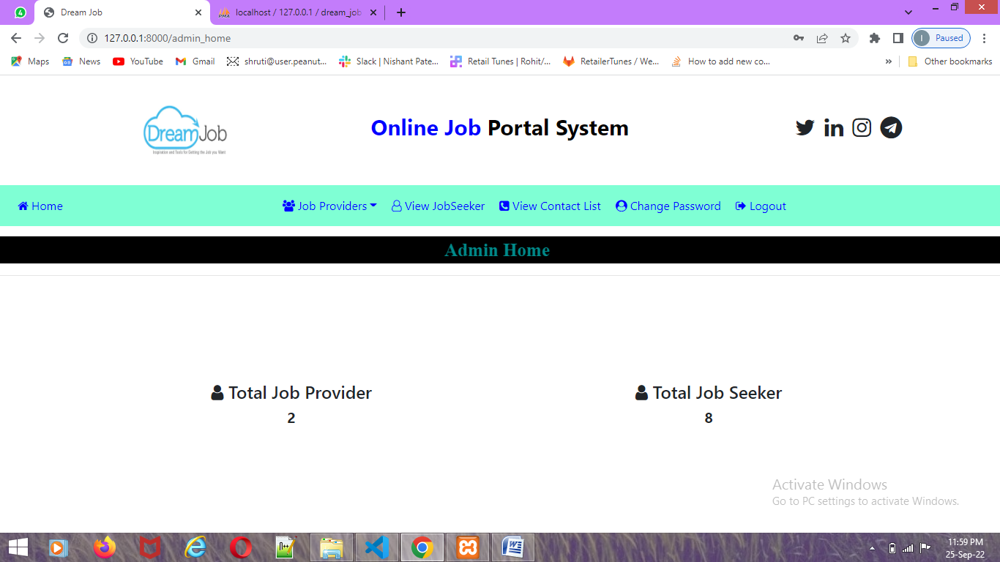 4
Dream Job
localhost / 127.0.0.1 / dream_job
127.0.0.1:8000/admin_home
I
Paused
Maps
News
YouTube
Gmail
shruti@user.peanut...
Slack | Nishant Pate...
Retail Tunes | Rohit/...
RetailerTunes / We...
How to add new co...
»
Other bookmarks
DreamJob
Inspiration and Tools for Getting the Job you Want
Online Job Portal System
Home
Job Providers
View JobSeeker
View Contact List
Change Password
Logout
Admin Home
Total Job Provider
2
Total Job Seeker
8
Activate Windows
Go to PC settings to activate Windows.
11:59 PM
25-Sep-22